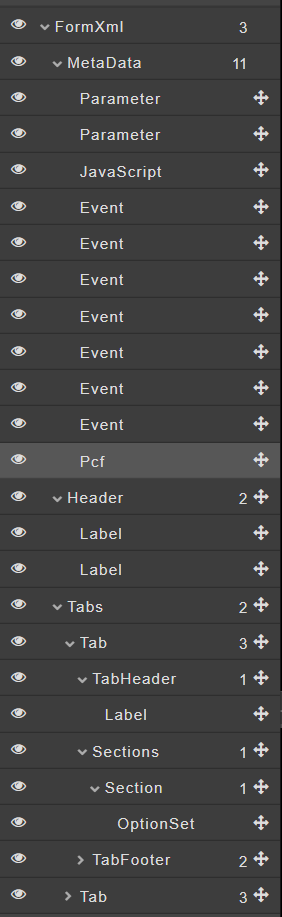 FormXml 3
MetaData 11
Parameter
Parameter
JavaScript
Event
Event
Event
Event
Event
Event
Event
Pcf
Header 2
Label
Label
Tabs 2
Tab 3
TabHeader 1
Label
Sections 1
Section 1
OptionSet
TabFooter 2
Tab 3